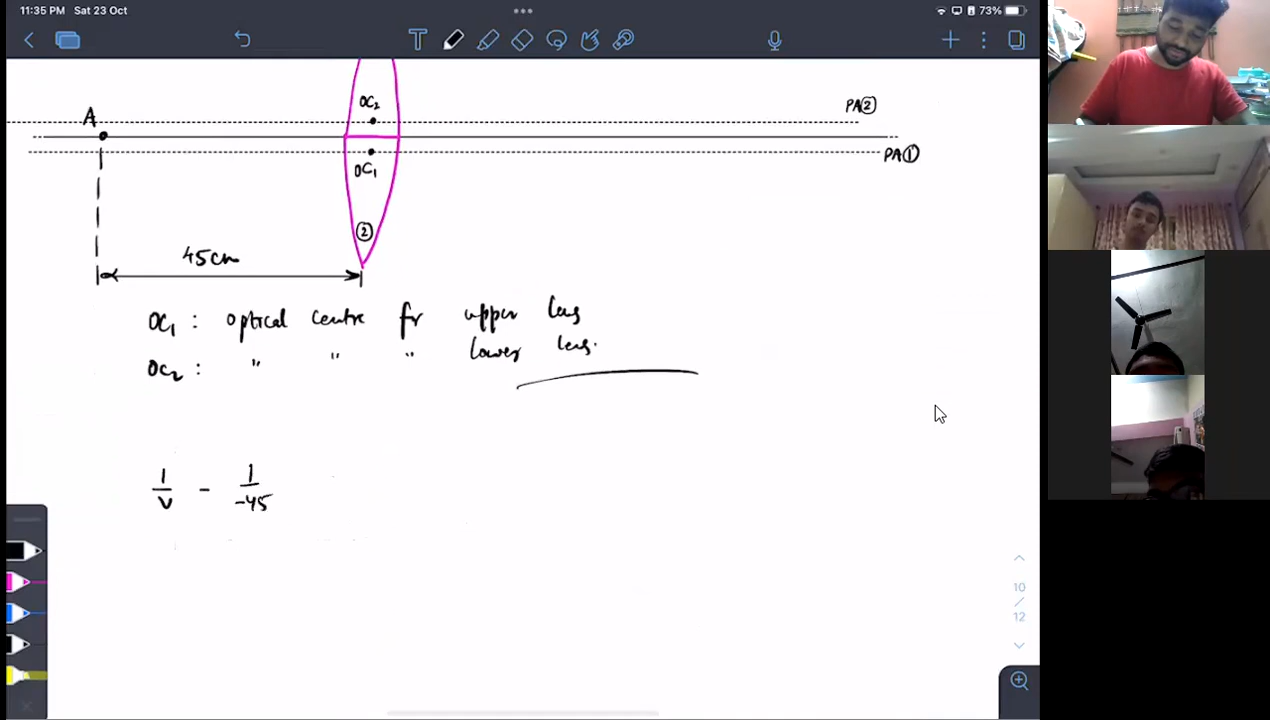 11:35 PM Sat 23 Oct
73%
T
OC₂
PA②
A
PA①
OC₁
②
45cm
OC₁ : optical centre fr upper lens
OC₂ : " " " lower lens.
1/v - 1/-45
10
/
12